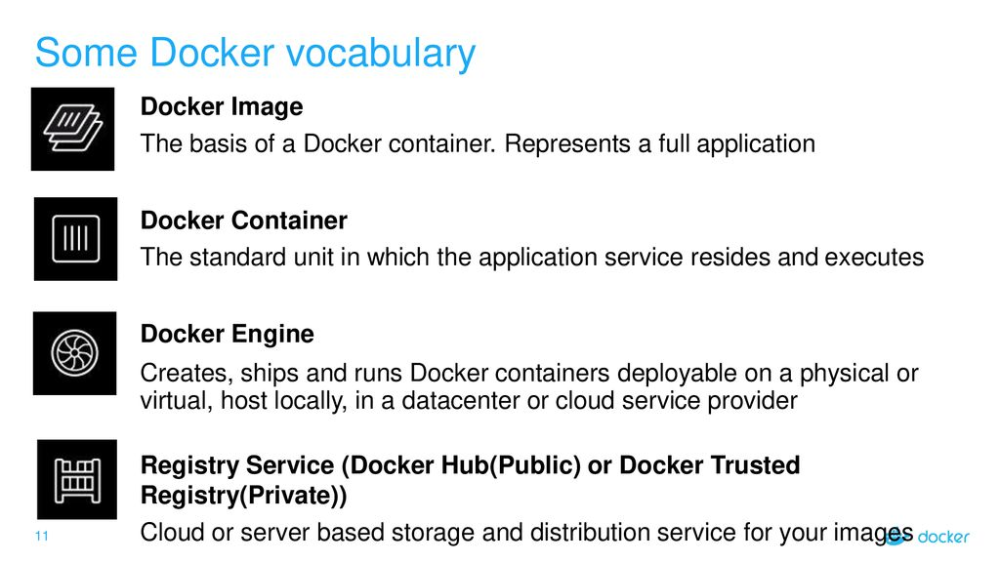 Some Docker vocabulary
Docker Image
The basis of a Docker container. Represents a full application
Docker Container
The standard unit in which the application service resides and executes
Docker Engine
Creates, ships and runs Docker containers deployable on a physical or
virtual, host locally, in a datacenter or cloud service provider
Registry Service (Docker Hub(Public) or Docker Trusted
Registry(Private))
Cloud or server based storage and distribution service for your images
11
docker